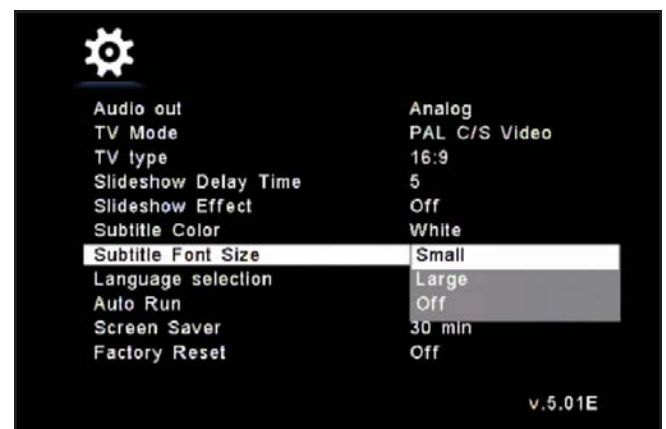 Audio out Analog
TV Mode PAL C/S Video
TV type 16:9
Slideshow Delay Time 5
Slideshow Effect Off
Subtitle Color White
Subtitle Font Size Small
Language selection Large
Auto Run Off
Screen Saver 30 min
Factory Reset Off
v.5.01E